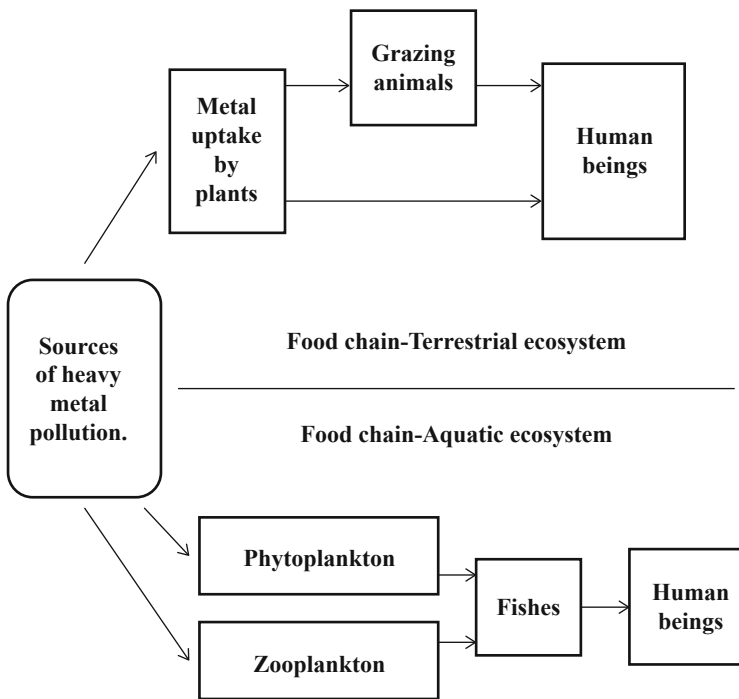 Grazing
animals
Metal
uptake
by
plants
Human
beings
Sources
of heavy
metal
pollution.
Food chain-Terrestrial ecosystem
Food chain-Aquatic ecosystem
Phytoplankton
Zooplankton
Fishes
Human
beings